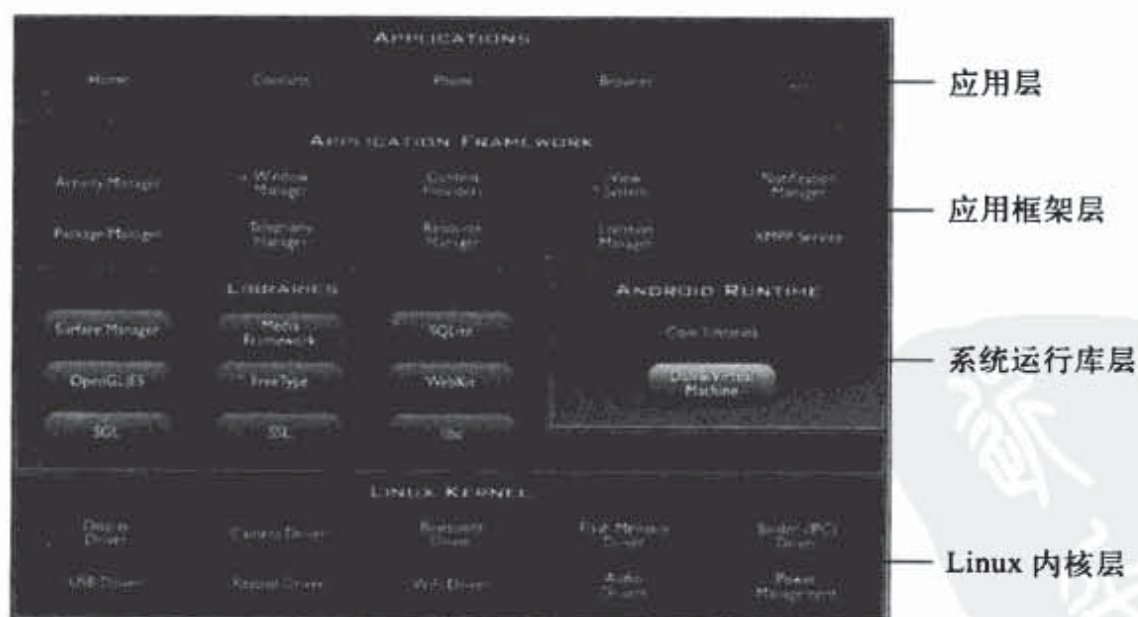 APPLICATIONS
Home Contacts Phone Browser ...
应用层
APPLICATION FRAMEWORK
Activity Manager Window Manager Content Providers View System Notification Manager
应用框架层
Package Manager Telephony Manager Resource Manager Location Manager XMPP Service
LIBRARIES ANDROID RUNTIME
Surface Manager Media Framework SQLite Core Libraries
系统运行库层
OpenGL|ES FreeType WebKit Dalvik Virtual Machine
SGL SSL libc
LINUX KERNEL
Display Driver Camera Driver Bluetooth Driver Flash Memory Driver Binder (IPC) Driver
Linux 内核层
USB Driver Keypad Driver WiFi Driver Audio Drivers Power Management